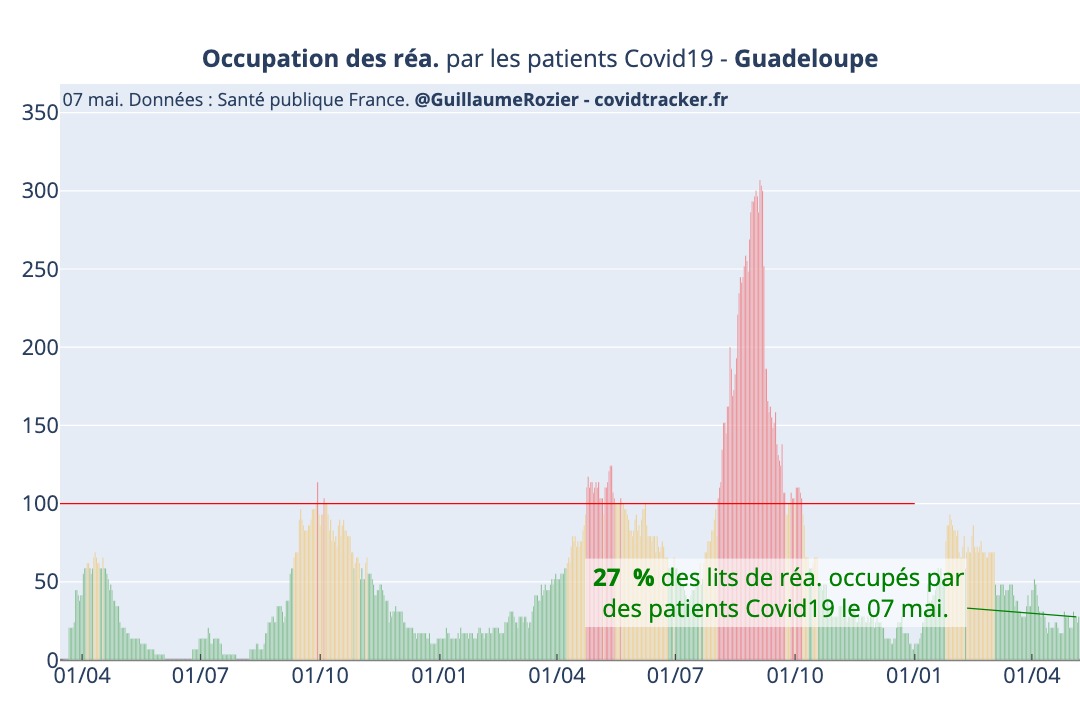 Occupation des réa. par les patients Covid19 - Guadeloupe
07 mai. Données : Santé publique France. @GuillaumeRozier - covidtracker.fr
350
300
250
200
150
100
50
0
27 % des lits de réa. occupés par
des patients Covid19 le 07 mai.
01/04 01/07 01/10 01/01 01/04 01/07 01/10 01/01 01/04